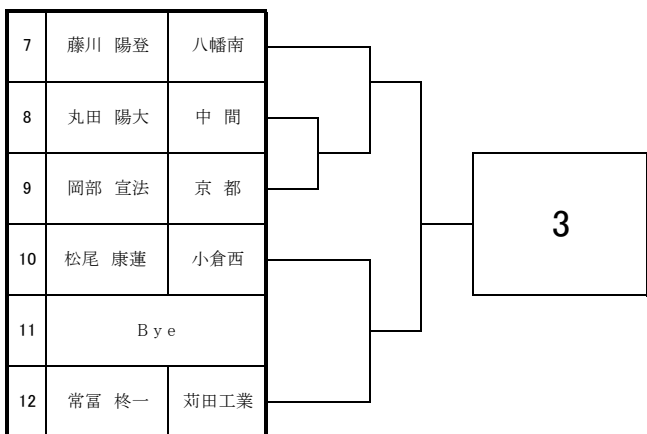 7 藤川 陽登 八幡南
8 丸田 陽大 中 間
9 岡部 宣法 京 都
10 松尾 康蓮 小倉西
11 Ｂｙｅ
12 常冨 柊一 苅田工業
3